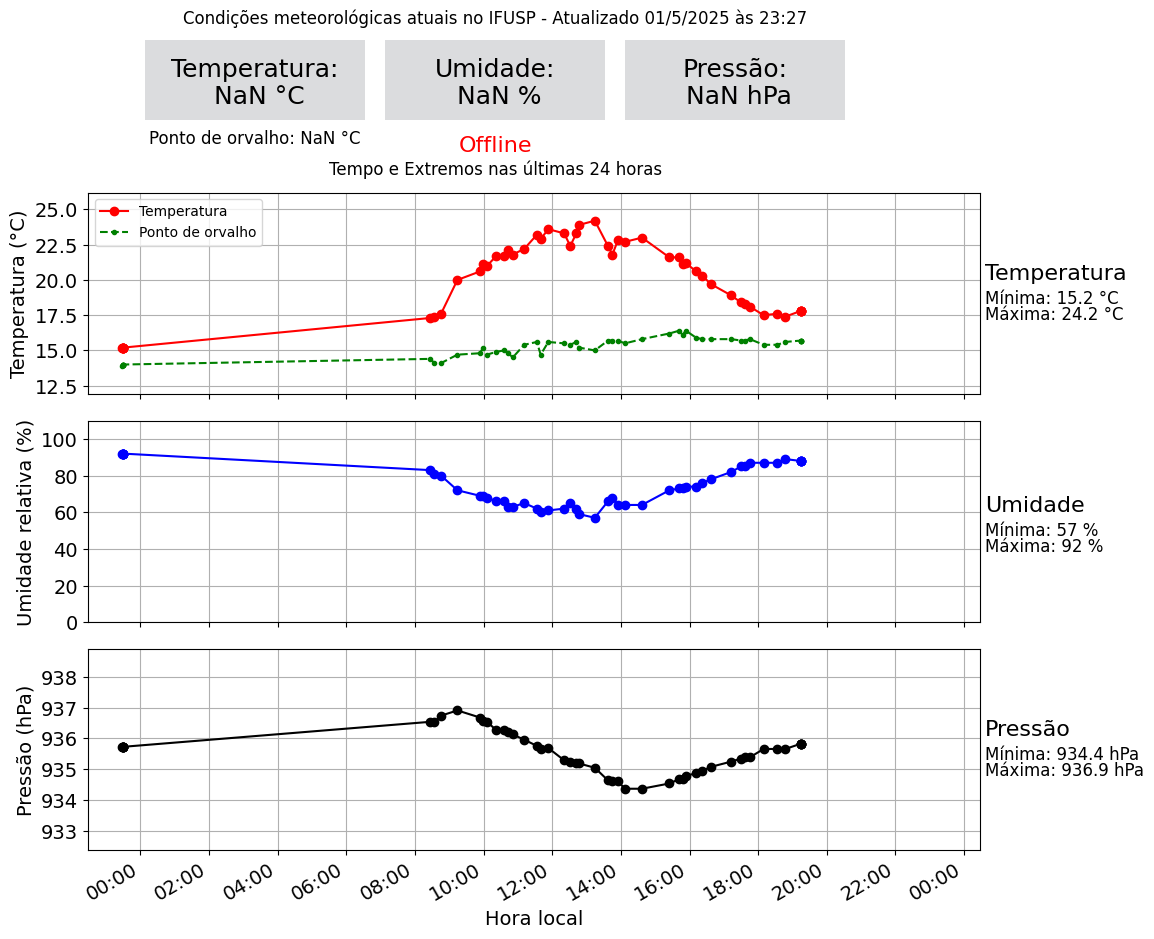 Condições meteorológicas atuais no IFUSP - Atualizado 01/5/2025 às 23:27
Temperatura:
NaN °C
Umidade:
NaN %
Pressão:
NaN hPa
Ponto de orvalho: NaN °C
Offline
Tempo e Extremos nas últimas 24 horas
Temperatura (°C)
25.0
22.5
20.0
17.5
15.0
12.5
Temperatura
Ponto de orvalho
Temperatura
Mínima: 15.2 °C
Máxima: 24.2 °C
Umidade relativa (%)
100
80
60
40
20
0
Umidade
Mínima: 57 %
Máxima: 92 %
Pressão (hPa)
938
937
936
935
934
933
Pressão
Mínima: 934.4 hPa
Máxima: 936.9 hPa
00:00
02:00
04:00
06:00
08:00
10:00
12:00
14:00
16:00
18:00
20:00
22:00
00:00
Hora local